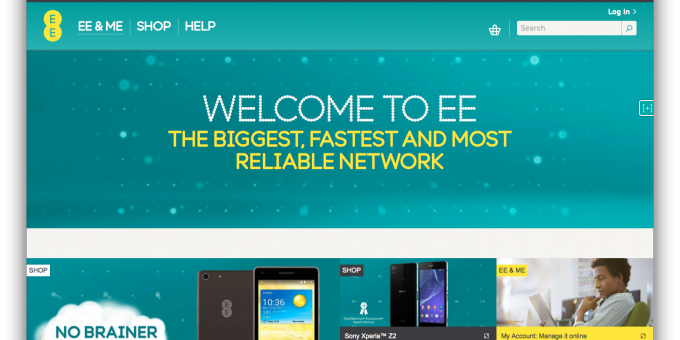 EE
Log In >
EE & ME SHOP HELP
Search
[+]
WELCOME TO EE
THE BIGGEST, FASTEST AND MOST
RELIABLE NETWORK
SHOP
NO BRAINER
EE
10:36
SHOP
Sony Xperia™ Z2
EE & ME
My Account: Manage it online